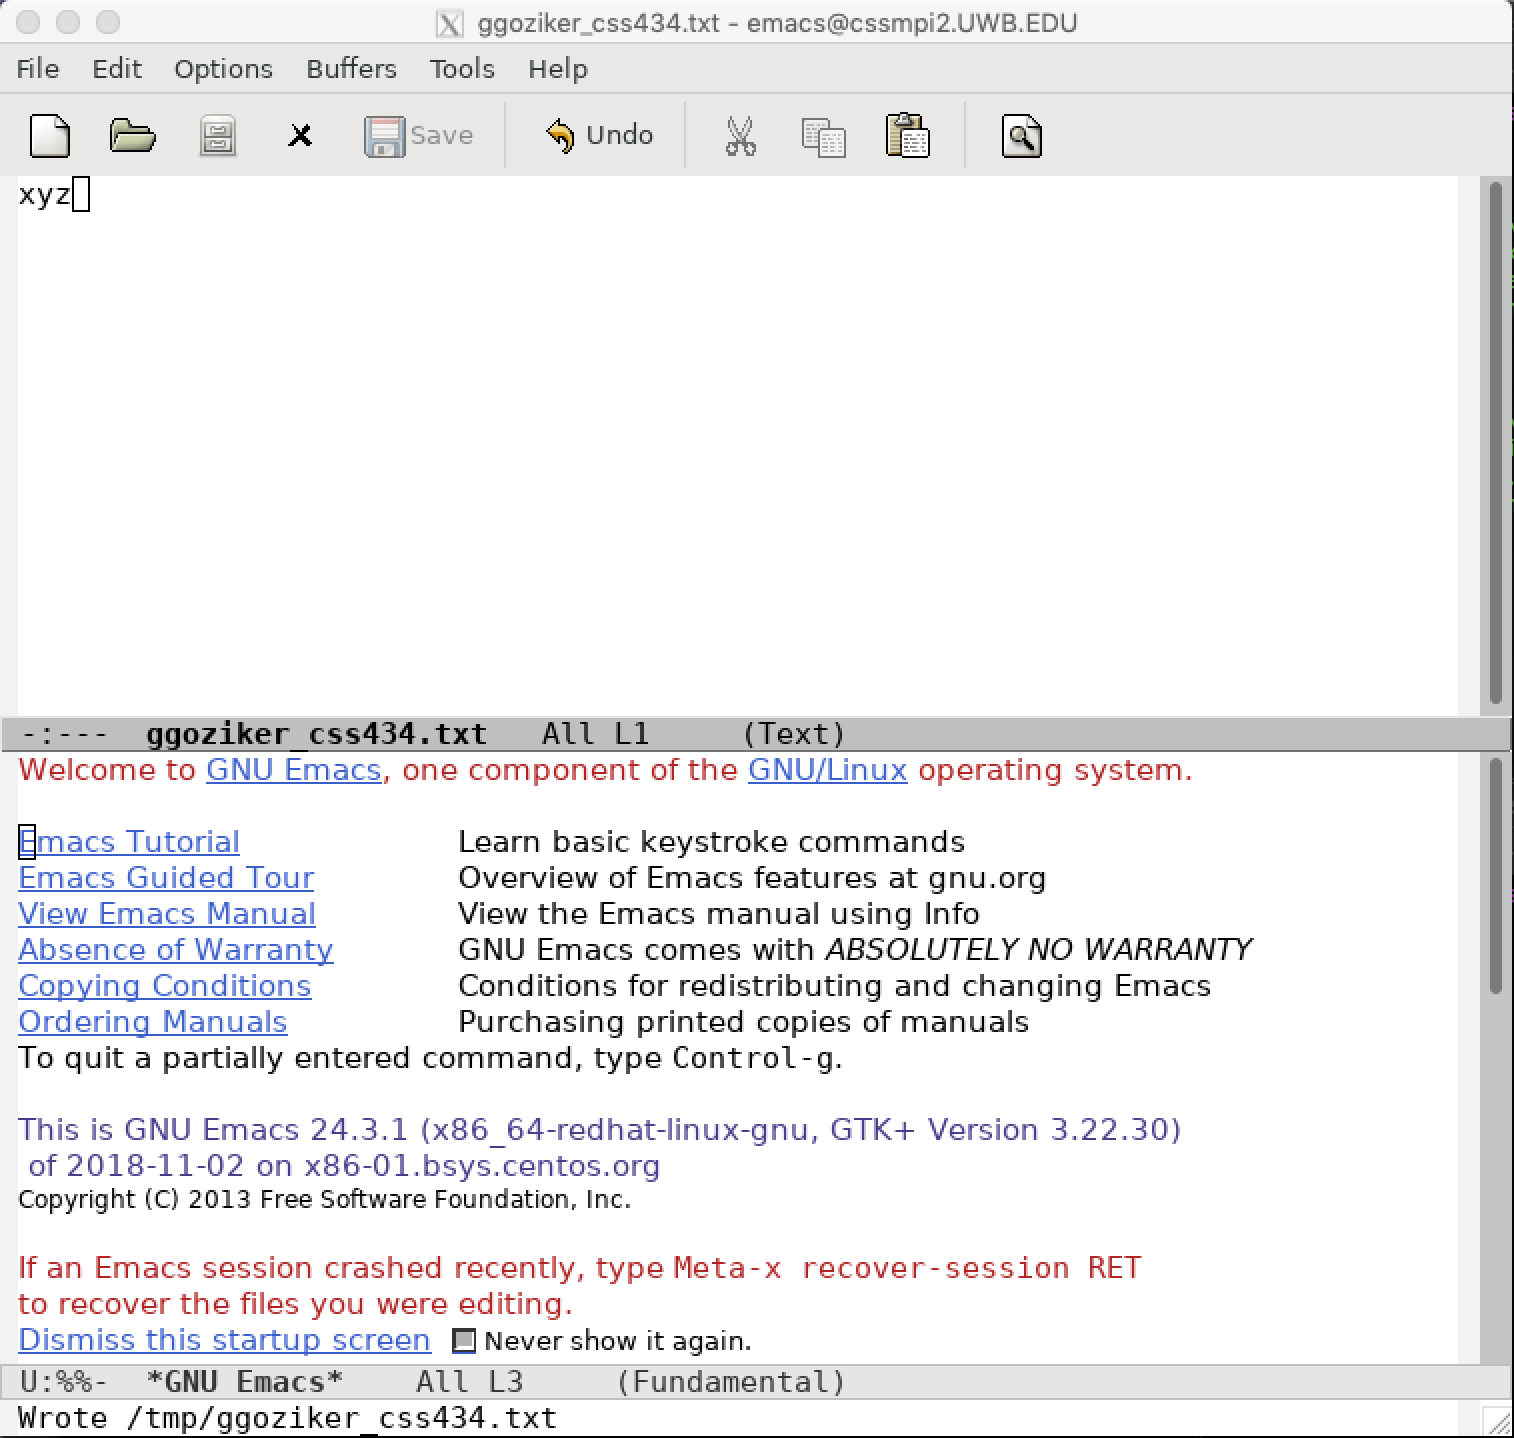 ggoziker_css434.txt - emacs@cssmpi2.UWB.EDU
File Edit Options Buffers Tools Help
Save Undo
xyz
-:--- ggoziker_css434.txt All L1 (Text)
Welcome to GNU Emacs, one component of the GNU/Linux operating system.
Emacs Tutorial Learn basic keystroke commands
Emacs Guided Tour Overview of Emacs features at gnu.org
View Emacs Manual View the Emacs manual using Info
Absence of Warranty GNU Emacs comes with ABSOLUTELY NO WARRANTY
Copying Conditions Conditions for redistributing and changing Emacs
Ordering Manuals Purchasing printed copies of manuals
To quit a partially entered command, type Control-g.
This is GNU Emacs 24.3.1 (x86_64-redhat-linux-gnu, GTK+ Version 3.22.30)
of 2018-11-02 on x86-01.bsys.centos.org
Copyright (C) 2013 Free Software Foundation, Inc.
If an Emacs session crashed recently, type Meta-x recover-session RET
to recover the files you were editing.
Dismiss this startup screen Never show it again.
U:%%- *GNU Emacs* All L3 (Fundamental)
Wrote /tmp/ggoziker_css434.txt